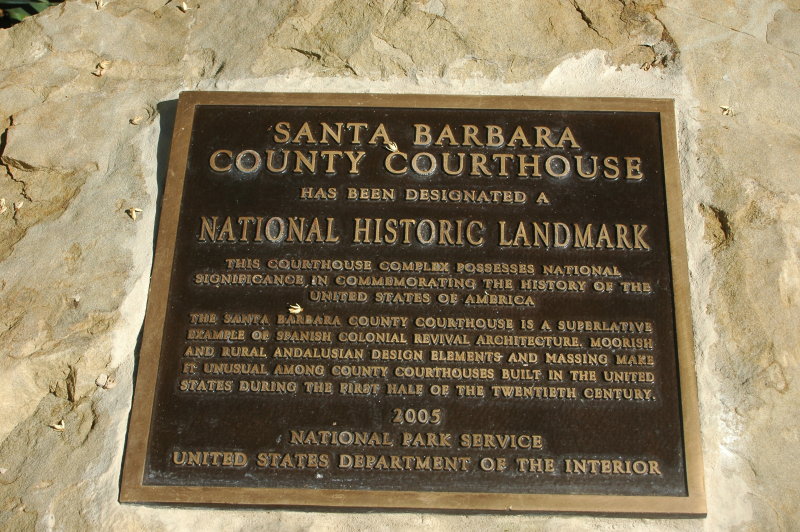 SANTA BARBARA
COUNTY COURTHOUSE
HAS BEEN DESIGNATED A
NATIONAL HISTORIC LANDMARK
THIS COURTHOUSE COMPLEX POSSESSES NATIONAL
SIGNIFICANCE IN COMMEMORATING THE HISTORY OF THE
UNITED STATES OF AMERICA
THE SANTA BARBARA COUNTY COURTHOUSE IS A SUPERLATIVE
EXAMPLE OF SPANISH COLONIAL REVIVAL ARCHITECTURE. MOORISH
AND RURAL ANDALUSIAN DESIGN ELEMENTS AND MASSING MAKE
IT UNUSUAL AMONG COUNTY COURTHOUSES BUILT IN THE UNITED
STATES DURING THE FIRST HALF OF THE TWENTIETH CENTURY.
2005
NATIONAL PARK SERVICE
UNITED STATES DEPARTMENT OF THE INTERIOR